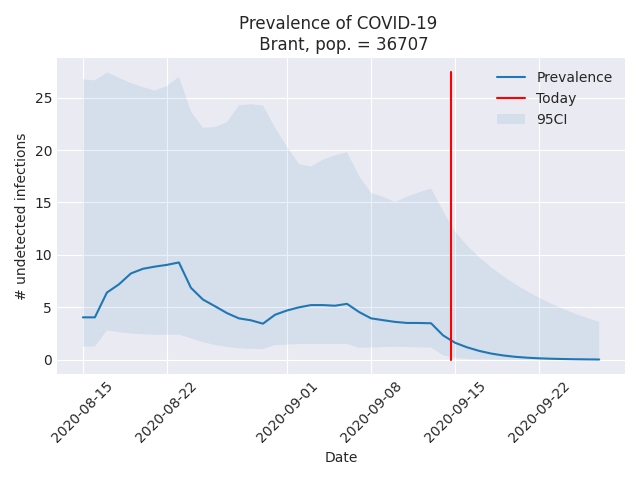 Prevalence of COVID-19
Brant, pop. = 36707
Prevalence
Today
95CI
# undetected infections
25
20
15
10
5
0
2020-08-15
2020-08-22
2020-09-01
2020-09-08
2020-09-15
2020-09-22
Date